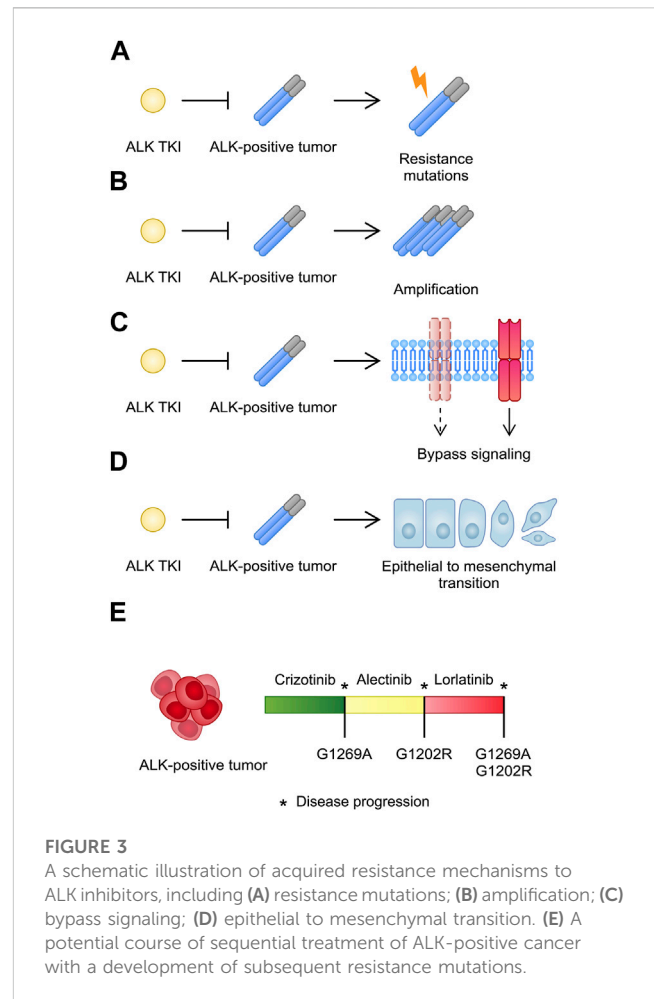 A
ALK TKI
ALK-positive tumor
Resistance
mutations
B
ALK TKI
ALK-positive tumor
Amplification
C
ALK TKI
ALK-positive tumor
Bypass signaling
D
ALK TKI
ALK-positive tumor
Epithelial to mesenchymal
transition
E
Crizotinib * Alectinib * Lorlatinib *
ALK-positive tumor
G1269A G1202R G1269A
G1202R
* Disease progression
FIGURE 3
A schematic illustration of acquired resistance mechanisms to
ALK inhibitors, including (A) resistance mutations; (B) amplification; (C)
bypass signaling; (D) epithelial to mesenchymal transition. (E) A
potential course of sequential treatment of ALK-positive cancer
with a development of subsequent resistance mutations.